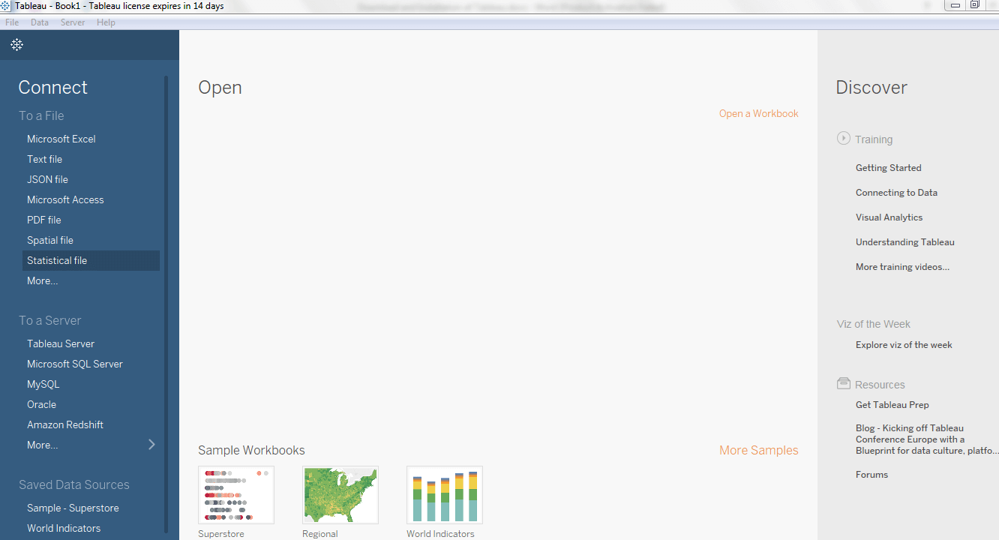 Tableau - Book1 - Tableau license expires in 14 days
File Data Server Help
Connect
To a File
Microsoft Excel
Text file
JSON file
Microsoft Access
PDF file
Spatial file
Statistical file
More...
To a Server
Tableau Server
Microsoft SQL Server
MySQL
Oracle
Amazon Redshift
More...
Saved Data Sources
Sample - Superstore
World Indicators
Open
Open a Workbook
Sample Workbooks
More Samples
Superstore
Regional
World Indicators
Discover
Training
Getting Started
Connecting to Data
Visual Analytics
Understanding Tableau
More training videos...
Viz of the Week
Explore viz of the week
Resources
Get Tableau Prep
Blog - Kicking off Tableau
Conference Europe with a
Blueprint for data culture, platfo...
Forums